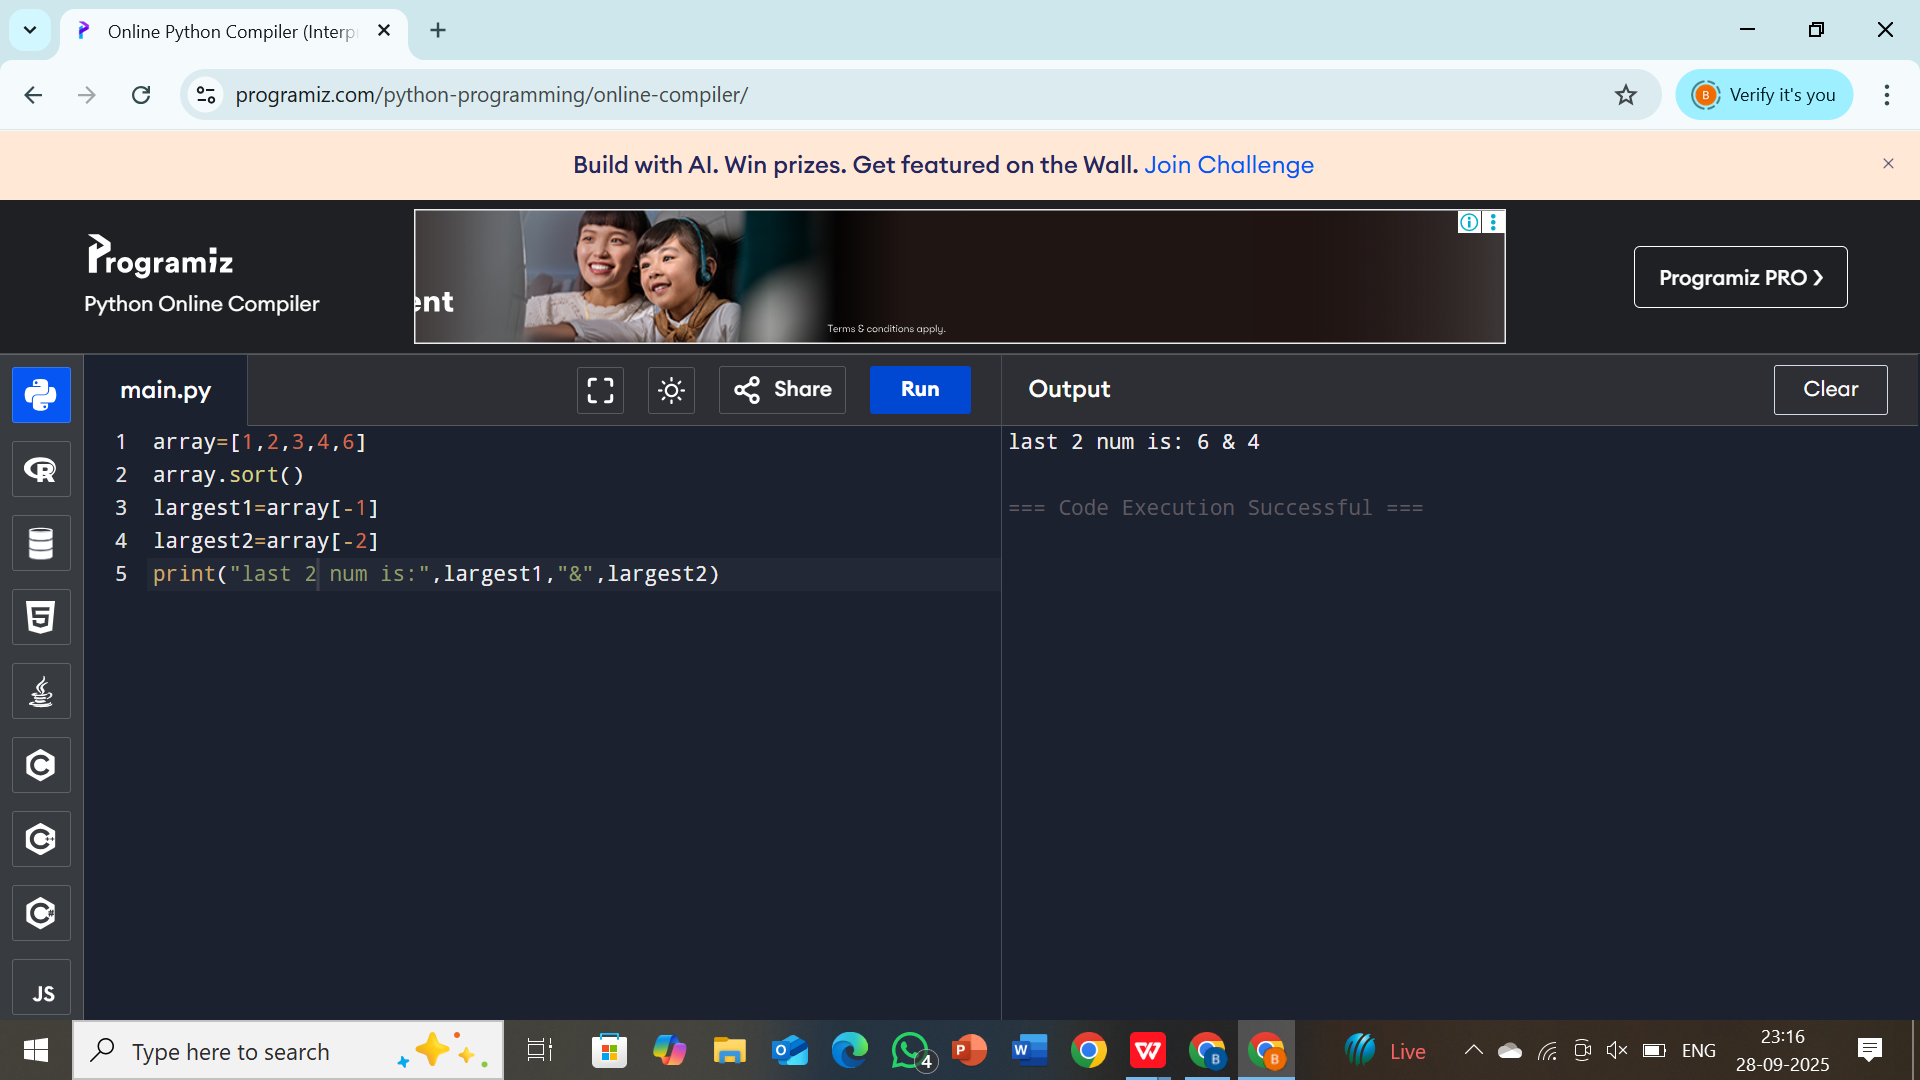 Online Python Compiler (Interp
programiz.com/python-programming/online-compiler/
B
Verify it's you
Build with AI. Win prizes. Get featured on the Wall. Join Challenge
Programiz
Python Online Compiler
ent
Terms & conditions apply.
Programiz PRO
main.py
Share
Run
Output
Clear
1 array=[1,2,3,4,6]
2 array.sort()
3 largest1=array[-1]
4 largest2=array[-2]
5 print("last 2 num is:",largest1,"&",largest2)
last 2 num is: 6 & 4
=== Code Execution Successful ===
R
5
C
C++
C#
JS
Type here to search
4
P
W
W
B
B
Live
ENG
23:16
28-09-2025